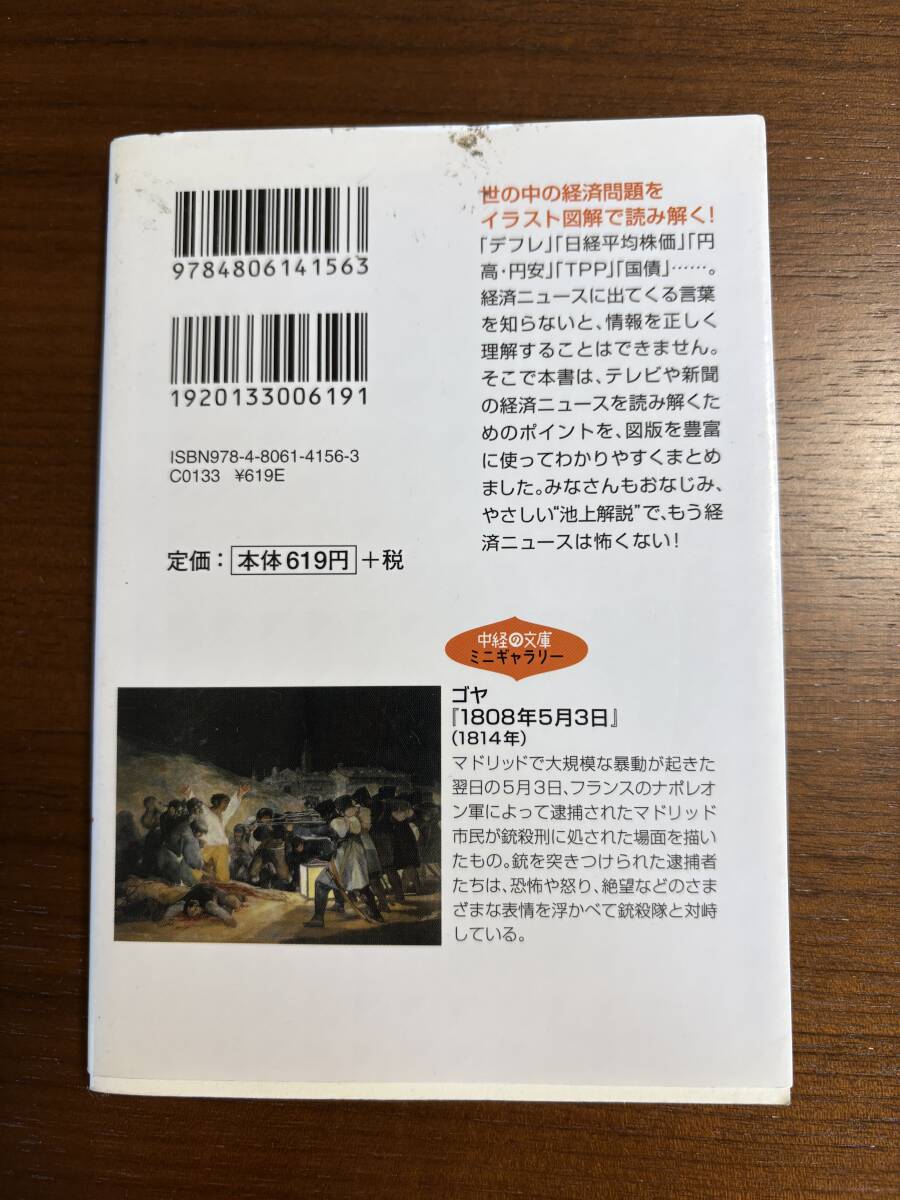 9784806141563
1920133006191
ISBN978-4-8061-4156-3
C0133 ¥619E
定価：本体619円+税
世の中の経済問題を
イラスト図解で読み解く！
「デフレ」「日経平均株価」「円
高・円安」「TPP」「国債」……。
経済ニュースに出てくる言葉
を知らないと、情報を正しく
理解することはできません。
そこで本書は、テレビや新聞
の経済ニュースを読み解くた
めのポイントを、図版を豊富
に使ってわかりやすくまとめ
ました。みなさんもおなじみ、
やさしい“池上解説”で、もう経
済ニュースは怖くない！
中経の文庫
ミニギャラリー
ゴヤ
『1808年5月3日』
（1814年）
マドリッドで大規模な暴動が起きた
翌日の5月3日、フランスのナポレオ
ン軍によって逮捕されたマドリッド
市民が銃殺刑に処された場面を描い
たもの。銃を突きつけられた逮捕者
たちは、恐怖や怒り、絶望などのさま
ざまな表情を浮かべて銃殺隊と対峙
している。